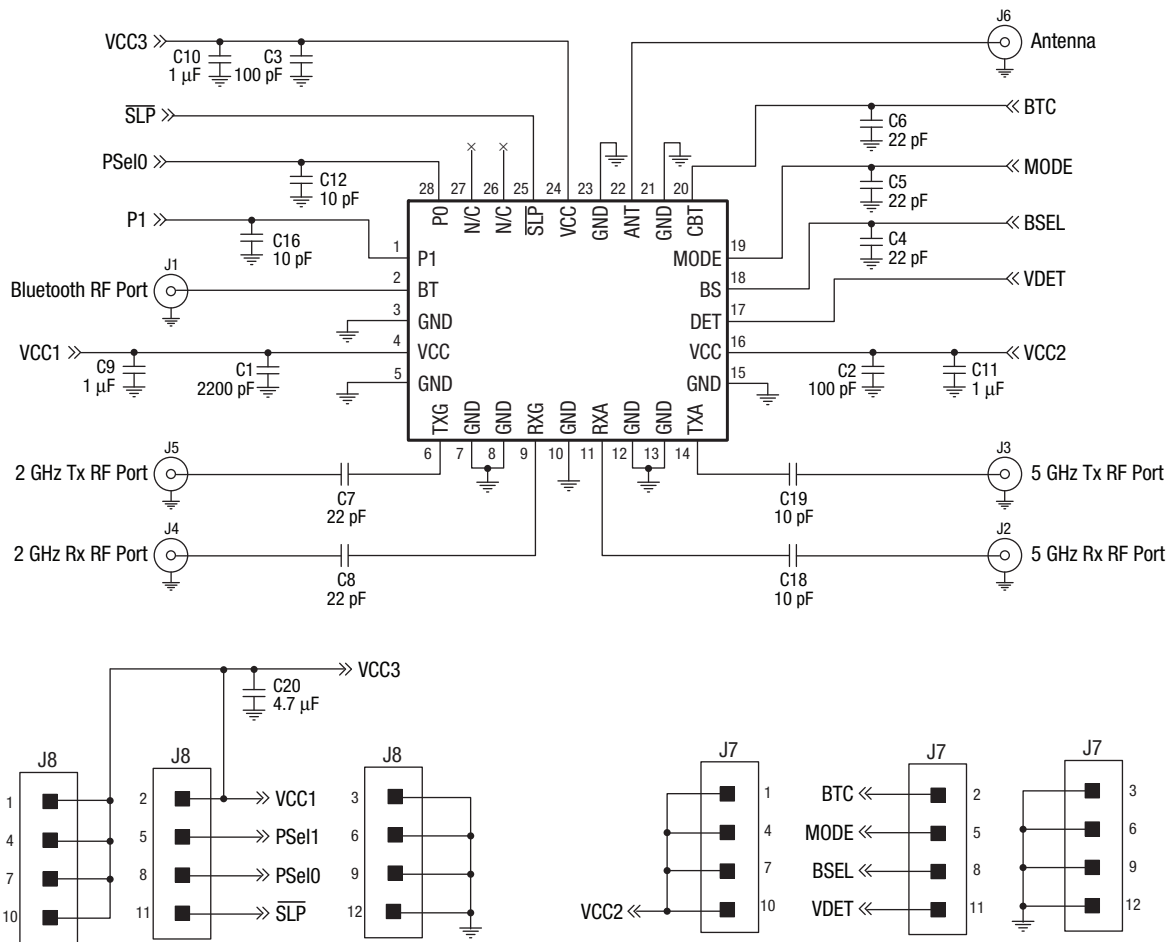 J6
VCC3
C10
1 μF
C3
100 pF
Antenna
SLP
BTC
C6
22 pF
PSel0
C12
10 pF
MODE
C5
22 pF
28 27 26 25 24 23 22 21 20
P0 N/C N/C SLP VCC GND ANT GND CBT
P1
C16
10 pF
BSEL
C4
22 pF
1 P1
MODE 19
J1
Bluetooth RF Port
2 BT
BS 18
VDET
3 GND
DET 17
VCC1
C9
1 μF
C1
2200 pF
4 VCC
VCC 16
C2
100 pF
C11
1 μF
VCC2
5 GND
GND 15
TXG GND GND RXG GND RXA GND GND TXA
6 7 8 9 10 11 12 13 14
J5
2 GHz Tx RF Port
C7
22 pF
C19
10 pF
J3
5 GHz Tx RF Port
J4
2 GHz Rx RF Port
C8
22 pF
C18
10 pF
J2
5 GHz Rx RF Port
VCC3
C20
4.7 μF
J8
1
4
7
10
J8
2 VCC1
5 PSel1
8 PSel0
11 SLP
J8
3
6
9
12
J7
1
4
7
VCC2 10
J7
BTC 2
MODE 5
BSEL 8
VDET 11
J7
3
6
9
12